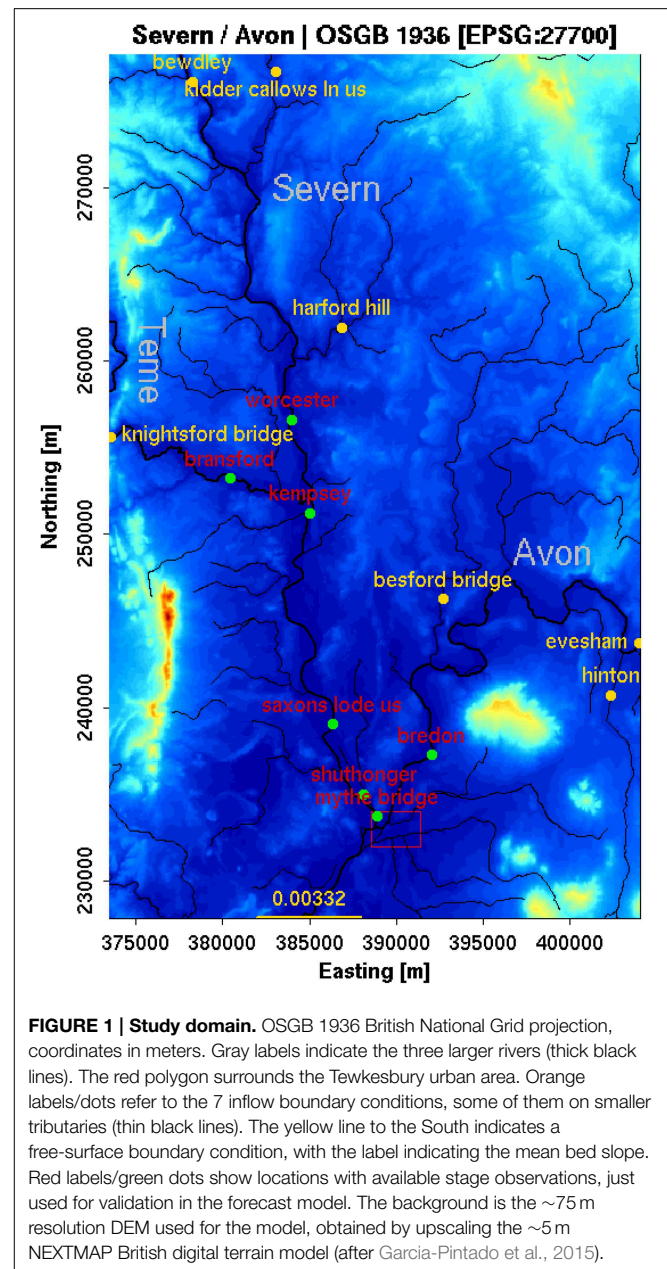 Severn / Avon | OSGB 1936 [EPSG:27700]
bewdley
kidder callows ln us
Severn
harford hill
Teme
worcester
knightsford bridge
bransford
kempsey
Avon
besford bridge
evesham
hinton
saxons lode us
bredon
shuthonger
mythe bridge
0.00332
270000
260000
250000
240000
230000
Northing [m]
375000 380000 385000 390000 395000 400000
Easting [m]
FIGURE 1 | Study domain. OSGB 1936 British National Grid projection,
coordinates in meters. Gray labels indicate the three larger rivers (thick black
lines). The red polygon surrounds the Tewkesbury urban area. Orange
labels/dots refer to the 7 inflow boundary conditions, some of them on smaller
tributaries (thin black lines). The yellow line to the South indicates a
free-surface boundary condition, with the label indicating the mean bed slope.
Red labels/green dots show locations with available stage observations, just
used for validation in the forecast model. The background is the ~75 m
resolution DEM used for the model, obtained by upscaling the ~5 m
NEXTMAP British digital terrain model (after Garcia-Pintado et al., 2015).